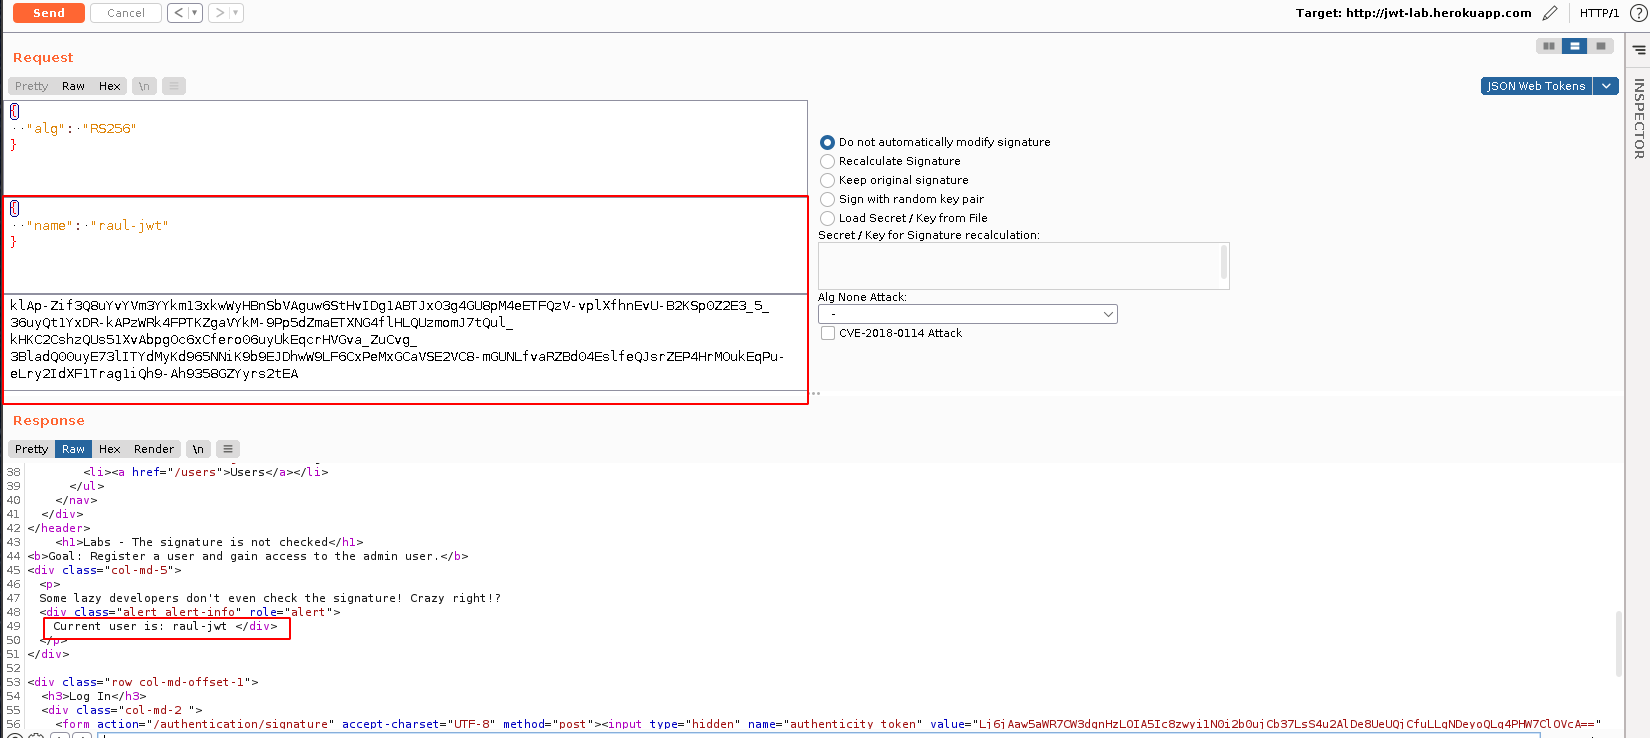 Send Cancel < ▾ > ▾ Target: http://jwt-lab.herokuapp.com HTTP/1 ?
Request
Pretty Raw Hex \n ≡ JSON Web Tokens
INSPECTOR
{
"alg": "RS256"
}
{
"name": "raul-jwt"
}
Do not automatically modify signature
Recalculate Signature
Keep original signature
Sign with random key pair
Load Secret / Key from File
Secret / Key for Signature recalculation:
Alg None Attack:
-
CVE-2018-0114 Attack
klAp-Zif3Q8uYvYVm3YYkm13xkwWyHBnSbVAguw6StHvIDg1ABTJxO3g4GU8pM4eETFQzV-vplXfhnEvU-B2KSp0Z2E3_5_
36uyQt1YxDR-kAPzWRk4FPTKZgaVYkM-9Pp5dZmaETXNG4flHLQUzmomJ7tQul_
kHKC2CshzQUs51XvAbpgOc6xCfero06uyUkEqcrHVGva_ZuCvg_
3BladQ00uyE73lITYdMyKd965NNiK9b9EJDhwW9LF6CxPeMxGCaVSE2VC8-mGUNLfvaRZBd04EslfeQJsrZEP4HrMOukEqPu-
eLry2IdXF1Trag1iQh9-Ah9358GZYyrs2tEA
Response
Pretty Raw Hex Render \n ≡
38 <li><a href="/users">Users</a></li>
39 </ul>
40 </nav>
41 </div>
42 </header>
43 <h1>Labs - The signature is not checked</h1>
44 <b>Goal: Register a user and gain access to the admin user.</b>
45 <div class="col-md-5">
46 <p>
47 Some lazy developers don't even check the signature! Crazy right!?
48 <div class="alert alert-info" role="alert">
49 Current user is: raul-jwt </div>
50 </p>
51 </div>
52
53 <div class="row col-md-offset-1">
54 <h3>Log In</h3>
55 <div class="col-md-2 ">
56 <form action="/authentication/signature" accept-charset="UTF-8" method="post"><input type="hidden" name="authenticity_token" value="Lj6jAaw5aWR7CW3dgnHzLOIA5Ic8zwyi1N0i2b0ujCb37LsS4u2AlDe8UeUQjCfuLLgNDeyoQLg4PHW7ClOVcA=="